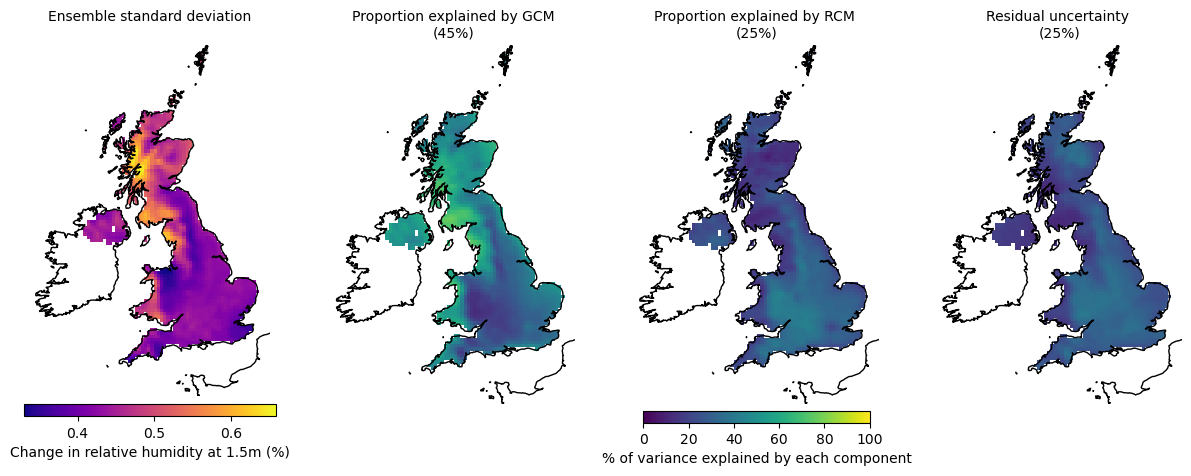 Ensemble standard deviation
Proportion explained by GCM
(45%)
Proportion explained by RCM
(25%)
Residual uncertainty
(25%)
0.4 0.5 0.6
Change in relative humidity at 1.5m (%)
0 20 40 60 80 100
% of variance explained by each component